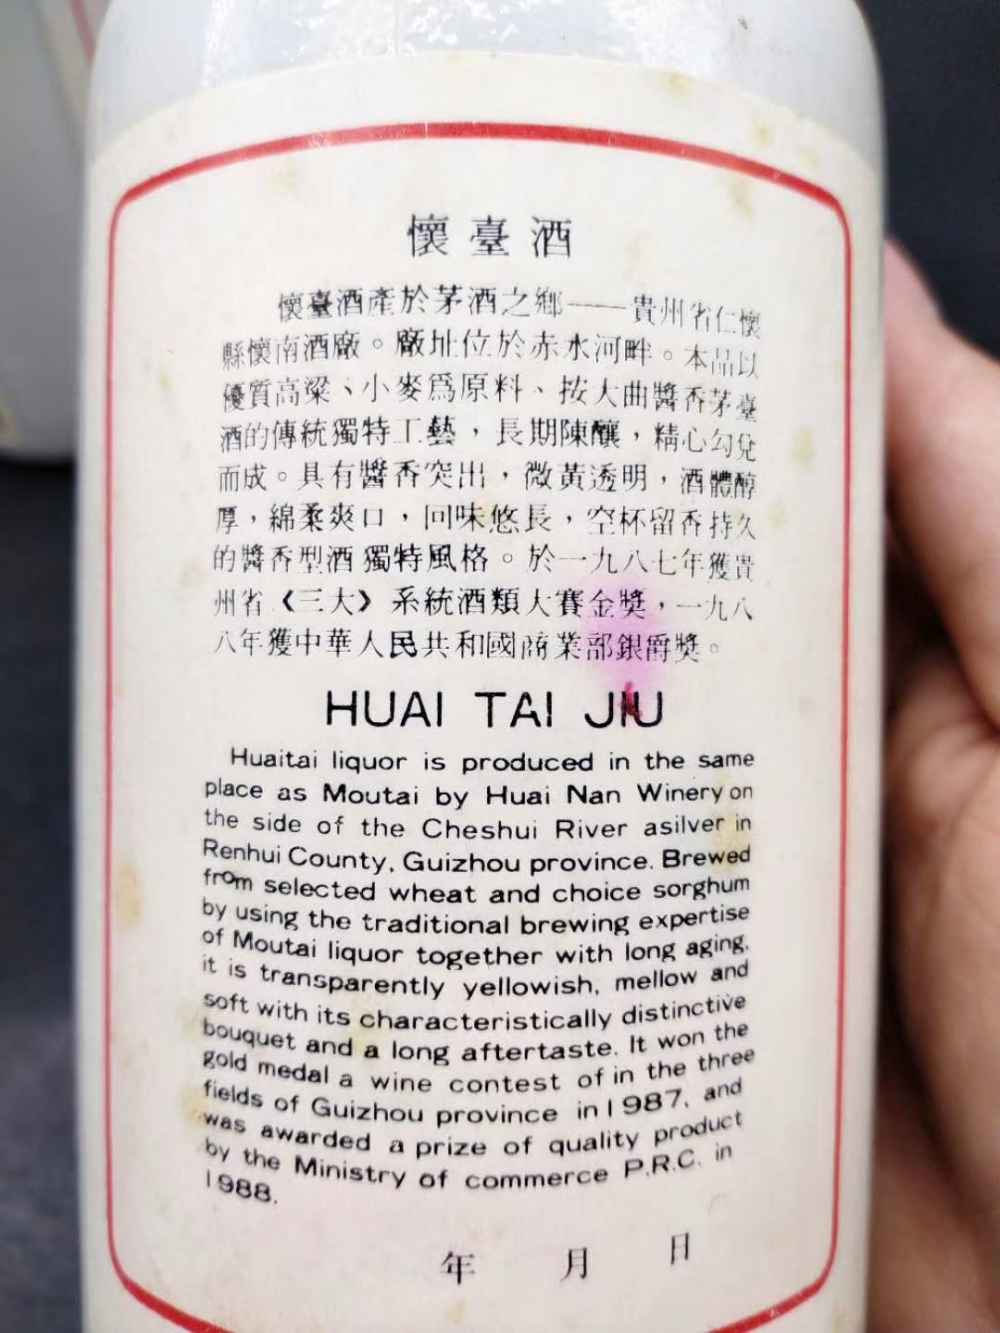 懷臺酒
懷臺酒產於茅酒之鄉——貴州省仁懷
縣懷南酒廠。廠址位於赤水河畔。本品以
優質高粱、小麥爲原料、按大曲醬香茅臺
酒的傳統獨特工藝，長期陳釀，精心勾兌
而成。具有醬香突出，微黃透明，酒體醇
厚，綿柔爽口，回味悠長，空杯留香持久
的醬香型酒獨特風格。於一九八七年獲貴
州省《三大》系統酒類大賽金獎，一九八
八年獲中華人民共和國商業部銀爵獎。
HUAI TAI JIU
Huaitai liquor is produced in the same
place as Moutai by Huai Nan Winery on
the side of the Cheshui River asilver in
Renhui County, Guizhou province. Brewed
from selected wheat and choice sorghum
by using the traditional brewing expertise
of Moutai liquor together with long aging,
it is transparently yellowish, mellow and
soft with its characteristically distinctive
bouquet and a long aftertaste. It won the
gold medal a wine contest of in the three
fields of Guizhou province in 1987, and
was awarded a prize of quality product
by the Ministry of commerce P.R.C. in
1988.
年 月 日